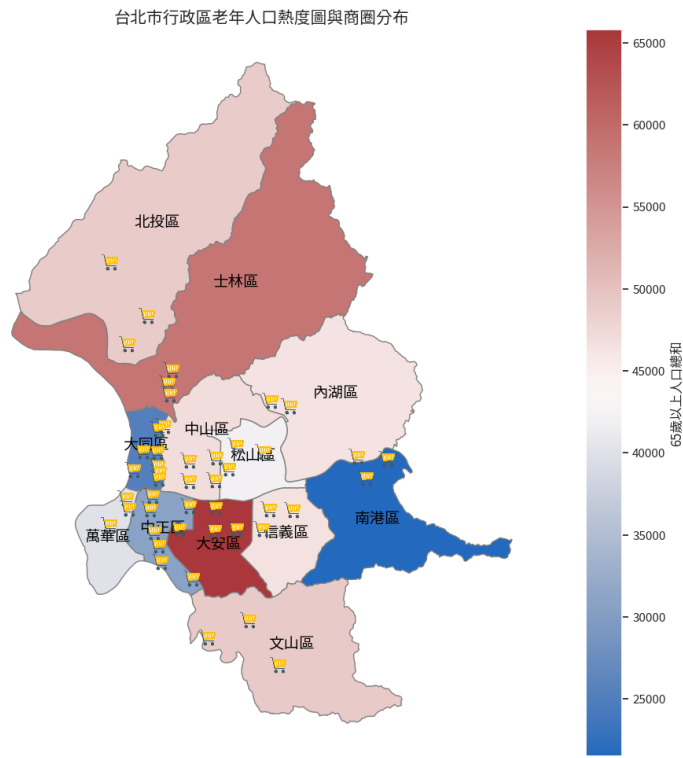 台北市行政區老年人口熱度圖與商圈分布
北投區
士林區
內湖區
中山區
大同區
松山區
南港區
中正區
信義區
萬華區
大安區
文山區
65000
60000
55000
50000
45000
40000
35000
30000
25000
65歲以上人口總和